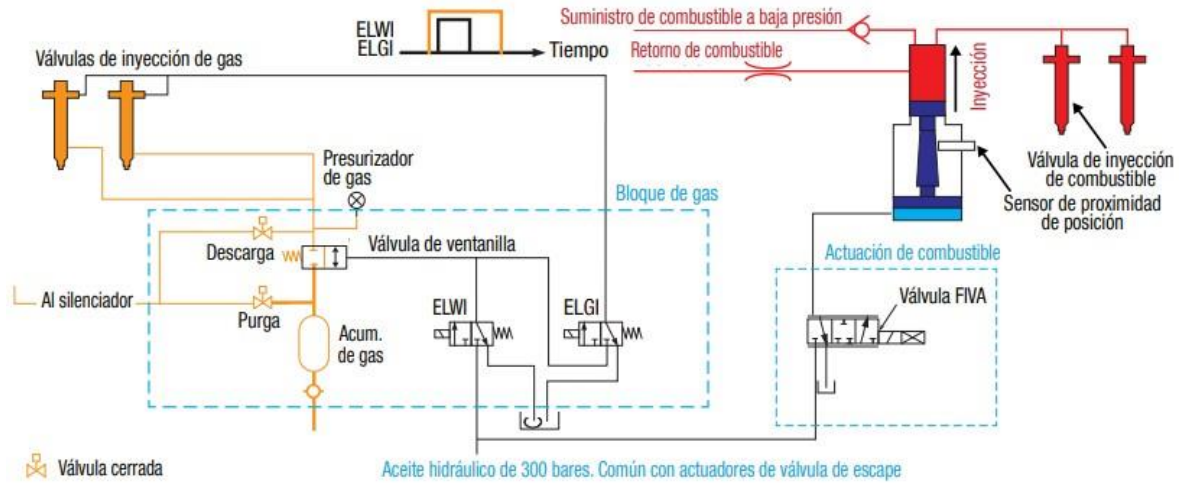 ELWI
ELGI
Tiempo
Suministro de combustible a baja presión
Retorno de combustible
Inyección
Válvulas de inyección de gas
Presurizador
de gas
Bloque de gas
Válvula de inyección
de combustible
Sensor de proximidad
de posición
Descarga
Válvula de ventanilla
Actuación de combustible
Al silenciador
Purga
ELWI
ELGI
Válvula FIVA
Acum.
de gas
Válvula cerrada
Aceite hidráulico de 300 bares. Común con actuadores de válvula de escape